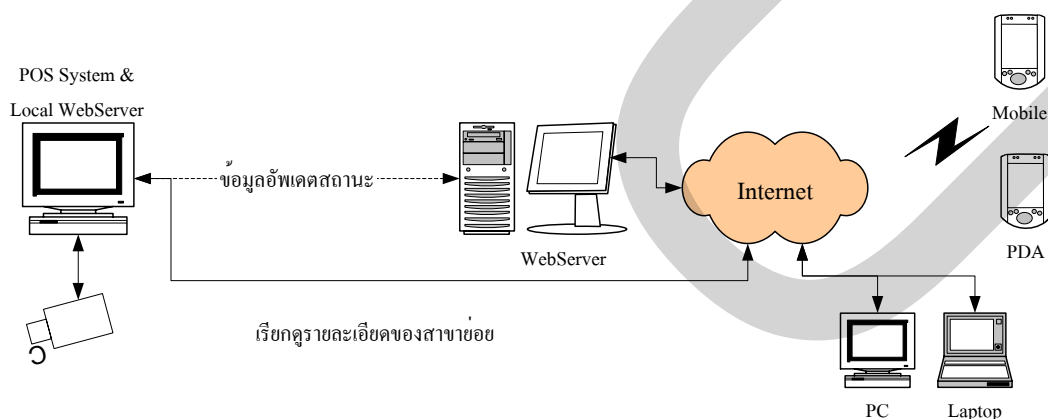 POS System &
Local WebServer
Mobile
ข้อมูลอัพเดตสถานะ
Internet
WebServer
PDA
เรียกดูรายละเอียดของสาขาย่อย
PC
Laptop